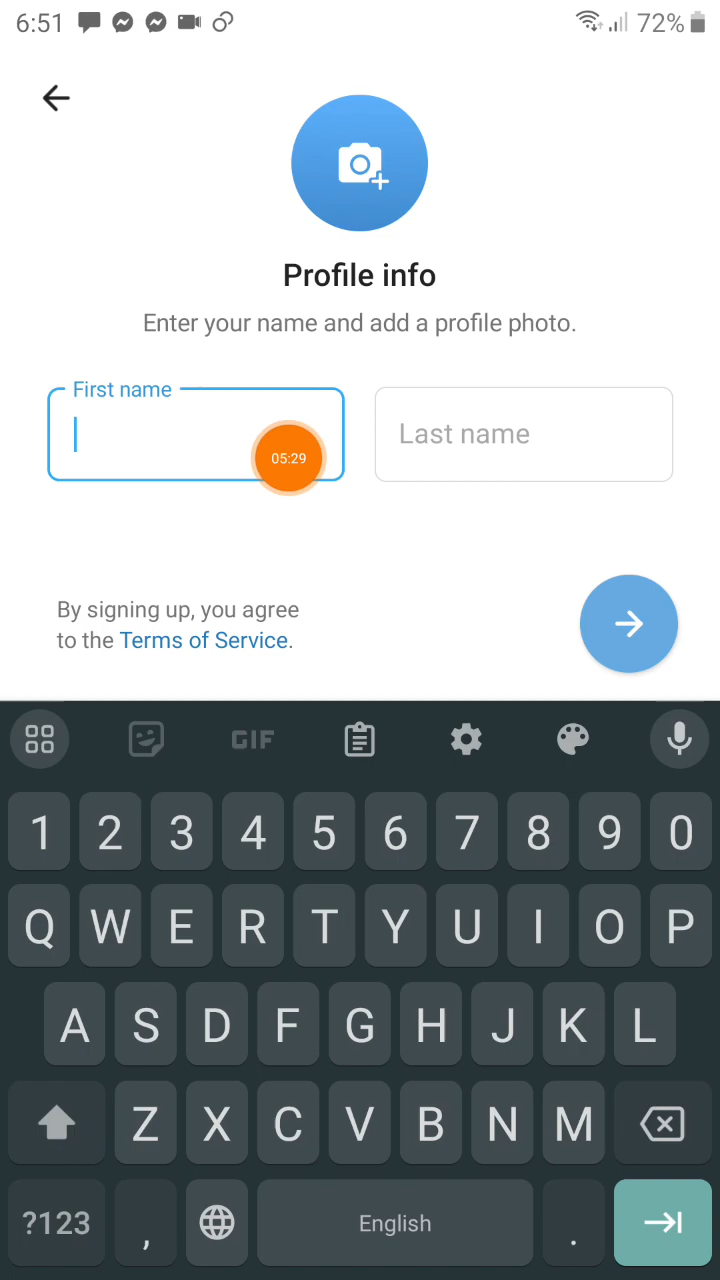 6:51 72%
Profile info
Enter your name and add a profile photo.
First name
Last name
05:29
By signing up, you agree
to the Terms of Service.
GIF
1 2 3 4 5 6 7 8 9 0
Q W E R T Y U I O P
A S D F G H J K L
Z X C V B N M
?123 , English .